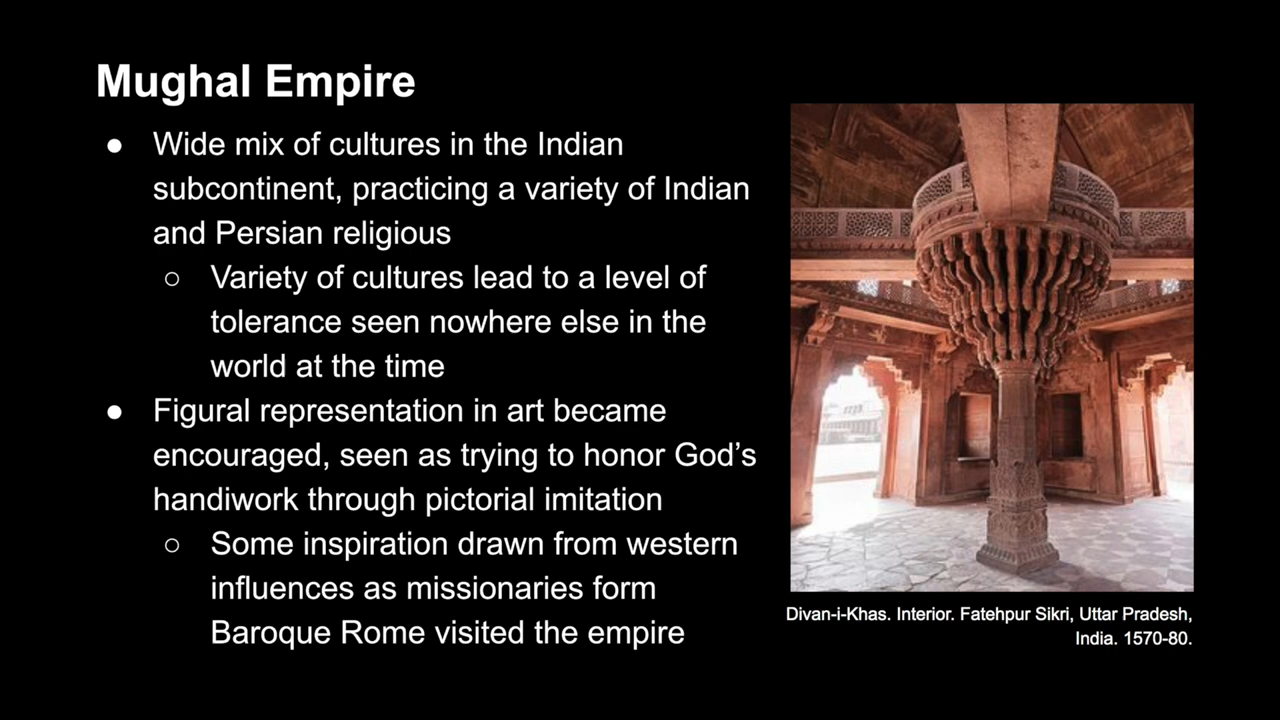 Mughal Empire
● Wide mix of cultures in the Indian
subcontinent, practicing a variety of Indian
and Persian religious
○ Variety of cultures lead to a level of
tolerance seen nowhere else in the
world at the time
● Figural representation in art became
encouraged, seen as trying to honor God’s
handiwork through pictorial imitation
○ Some inspiration drawn from western
influences as missionaries form
Baroque Rome visited the empire
Divan-i-Khas. Interior. Fatehpur Sikri, Uttar Pradesh,
India. 1570-80.